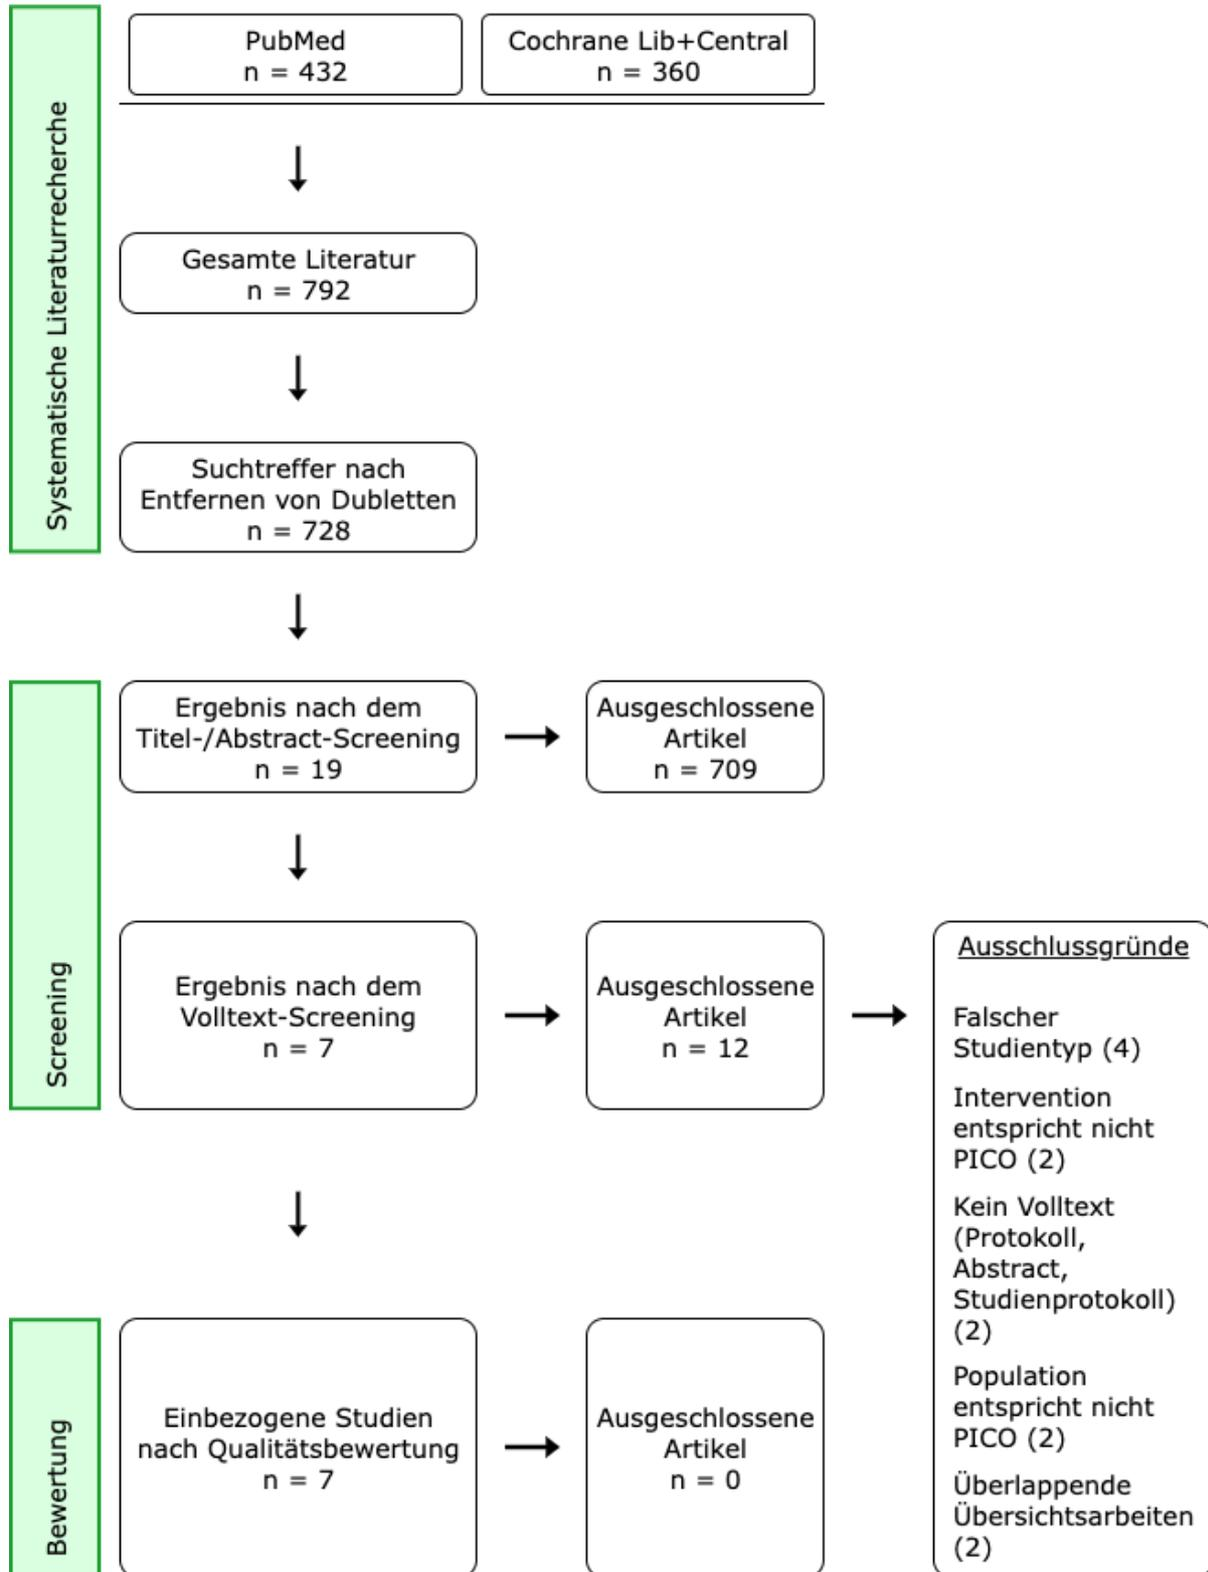 Systematische Literaturrecherche
PubMed
n = 432
Cochrane Lib+Central
n = 360
Gesamte Literatur
n = 792
Suchtreffer nach
Entfernen von Dubletten
n = 728
Screening
Ergebnis nach dem
Titel-/Abstract-Screening
n = 19
Ausgeschlossene
Artikel
n = 709
Ergebnis nach dem
Volltext-Screening
n = 7
Ausgeschlossene
Artikel
n = 12
Ausschlussgründe
Falscher
Studientyp (4)
Intervention
entspricht nicht
PICO (2)
Kein Volltext
(Protokoll,
Abstract,
Studienprotokoll)
(2)
Population
entspricht nicht
PICO (2)
Überlappende
Übersichtsarbeiten
(2)
Bewertung
Einbezogene Studien
nach Qualitätsbewertung
n = 7
Ausgeschlossene
Artikel
n = 0